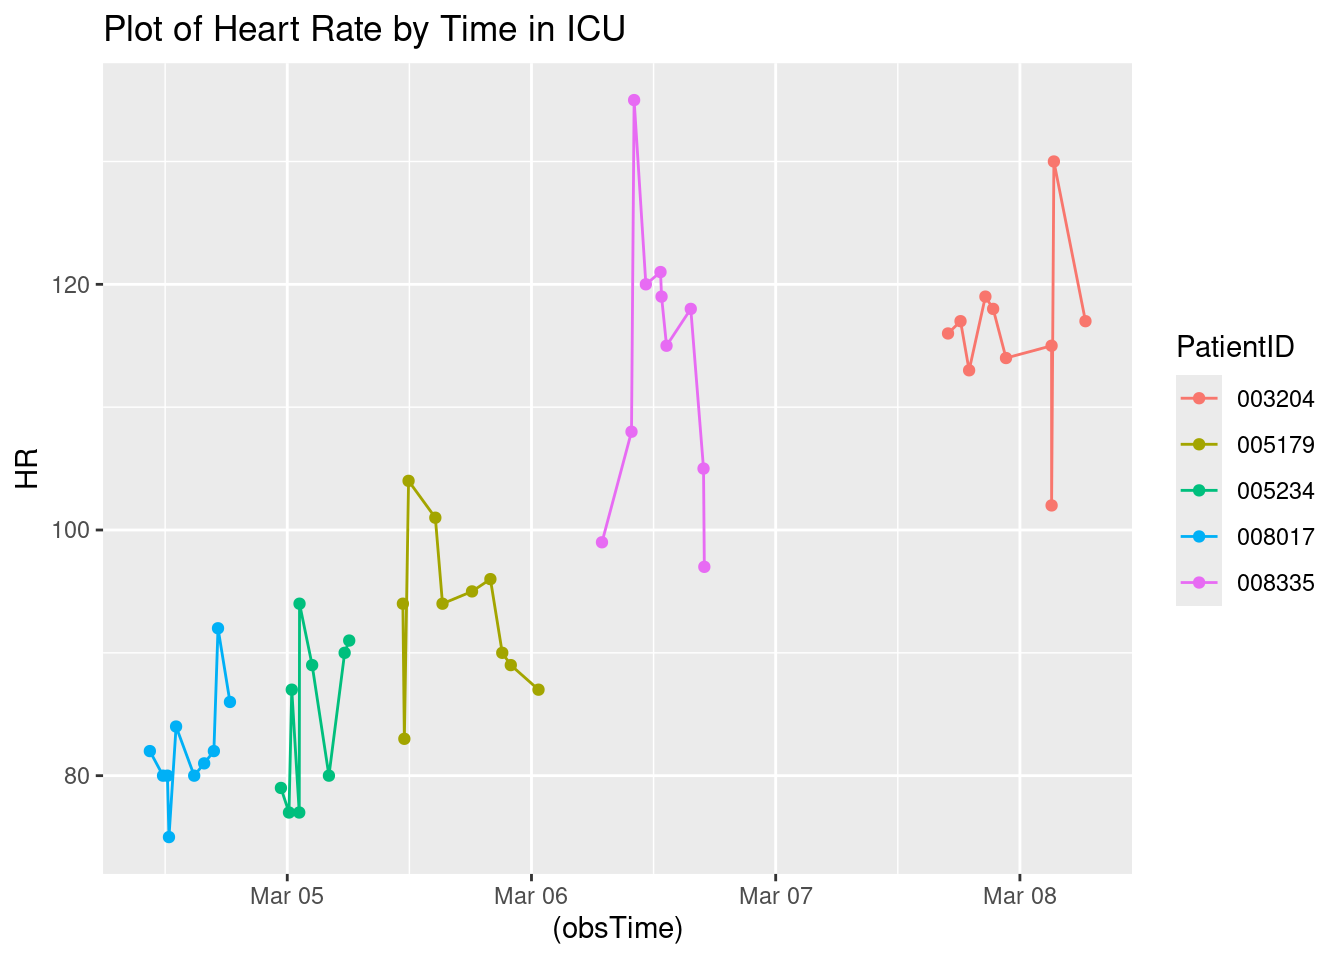 Plot of Heart Rate by Time in ICU
HR
120
100
80
Mar 05 Mar 06 Mar 07 Mar 08
(obsTime)
PatientID
003204
005179
005234
008017
008335